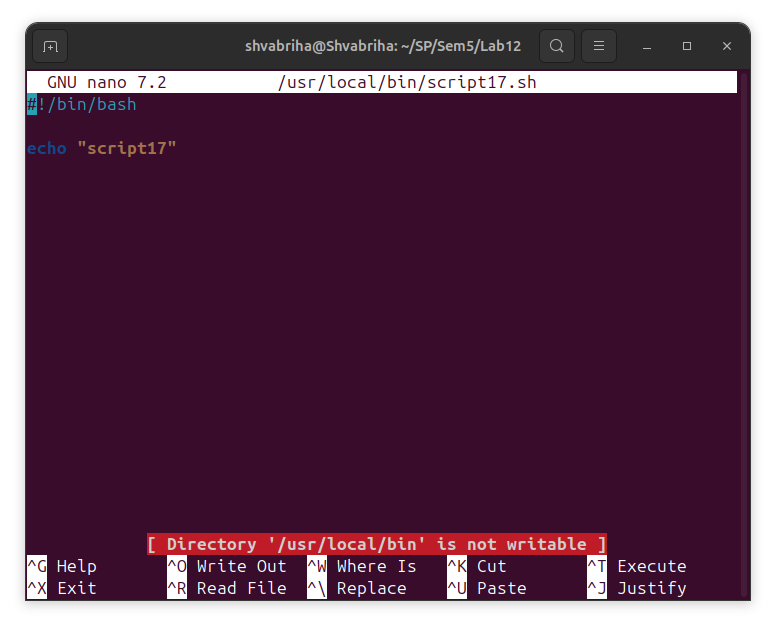 shvabriha@Shvabriha: ~/SP/Sem5/Lab12
GNU nano 7.2 /usr/local/bin/script17.sh
#!/bin/bash
echo "script17"
[ Directory '/usr/local/bin' is not writable ]
^G Help ^O Write Out ^W Where Is ^K Cut ^T Execute
^X Exit ^R Read File ^\ Replace ^U Paste ^J Justify